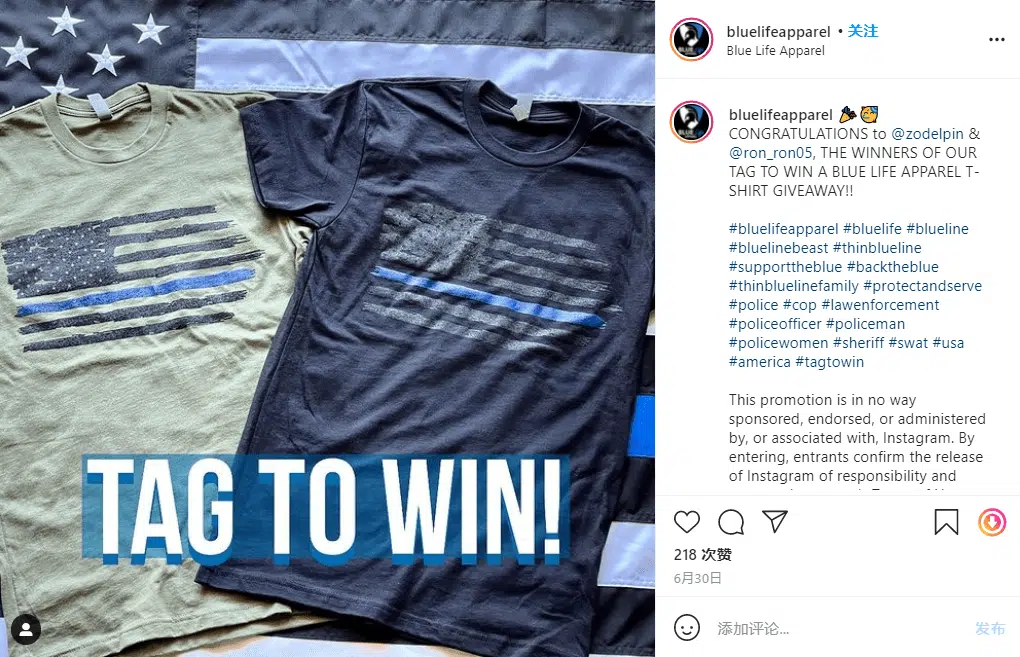 TAG TO WIN!
bluelifeapparel • 关注
Blue Life Apparel
bluelifeapparel
CONGRATULATIONS to @zodelpin &
@ron_ron05, THE WINNERS OF OUR
TAG TO WIN A BLUE LIFE APPAREL T-
SHIRT GIVEAWAY!!
#bluelifeapparel #bluelife #blueline
#bluelinebeast #thinblueline
#supporttheblue #backtheblue
#thinbluelinefamily #protectandserve
#police #cop #lawenforcement
#policeofficer #policeman
#policewomen #sheriff #swat #usa
#america #tagtowin
This promotion is in no way
sponsored, endorsed, or administered
by, or associated with, Instagram. By
entering, entrants confirm the release
of Instagram of responsibility and
218 次赞
6月30日
添加评论...
发布